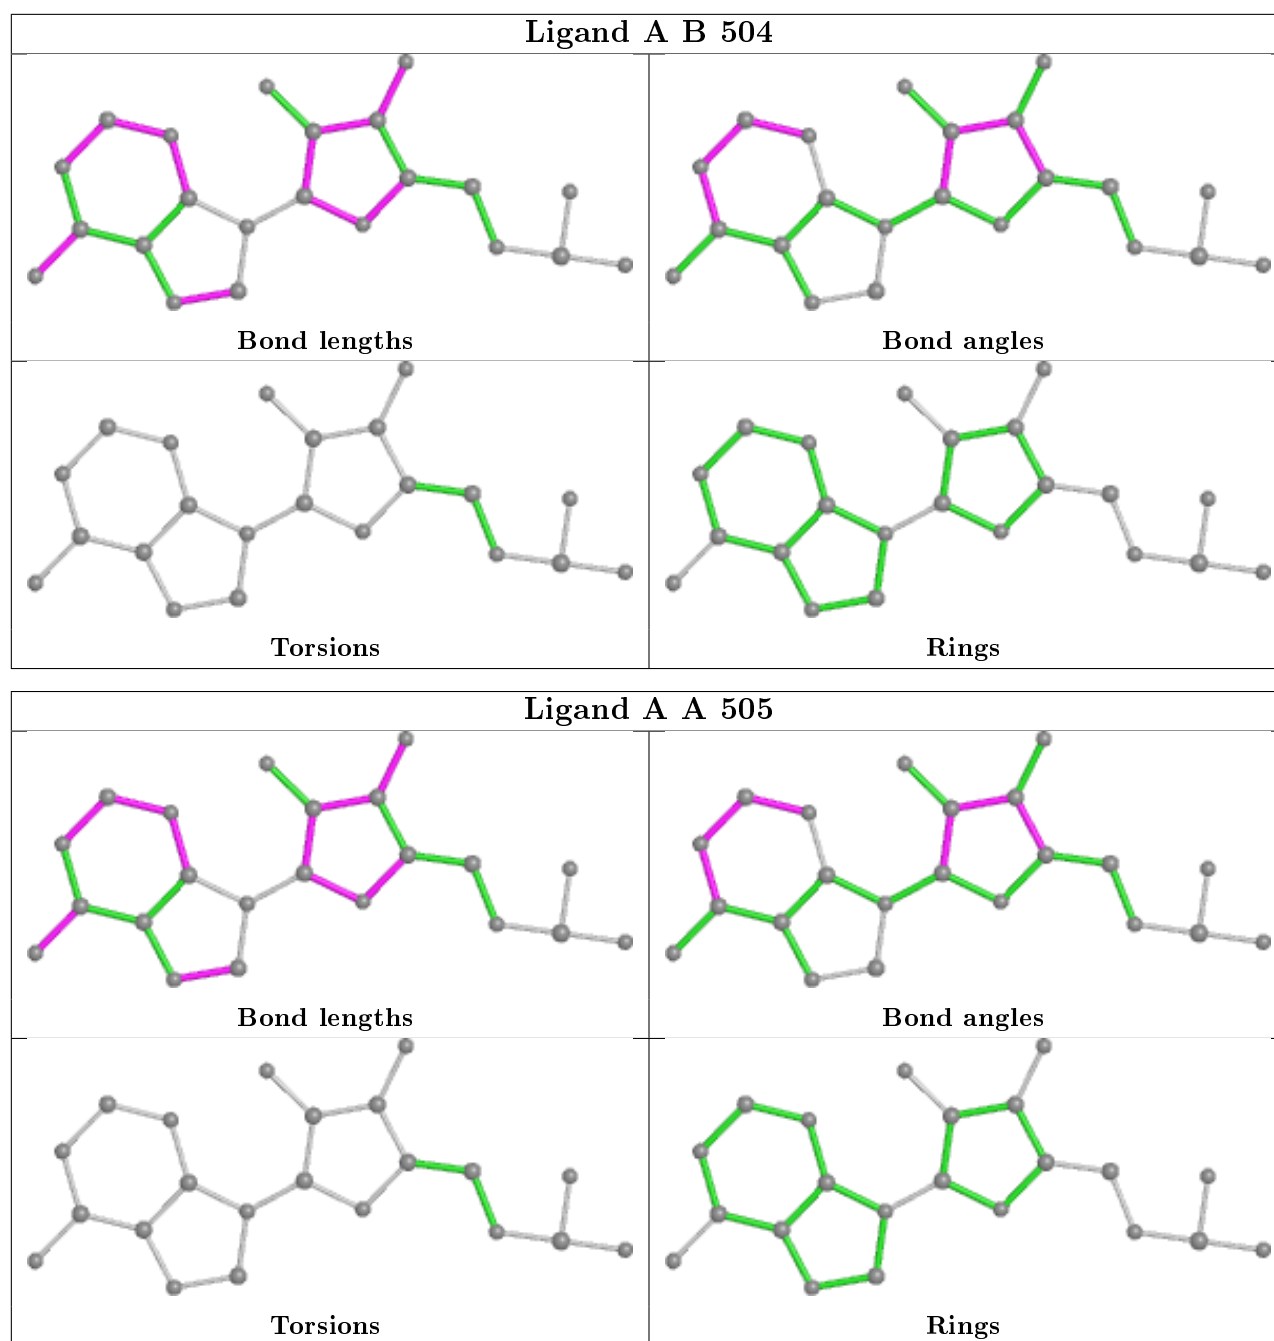 Ligand A B 504
Bond lengths
Bond angles
Torsions
Rings
Ligand A A 505
Bond lengths
Bond angles
Torsions
Rings